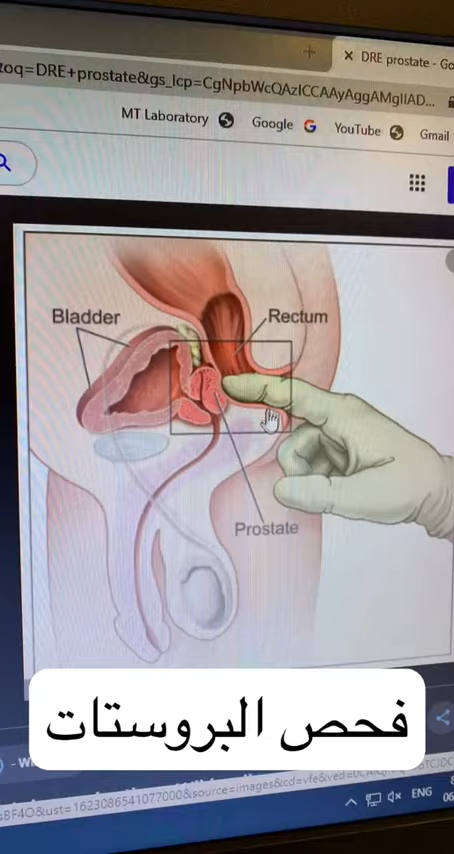 DRE prostate - Go
toq=DRE+prostate&gs_lcp=CgNpbWcQAzICCAAyAggAMgIIAD...
MT Laboratory Google YouTube Gmail
Bladder
Rectum
Prostate
فحص البروستات
ENG